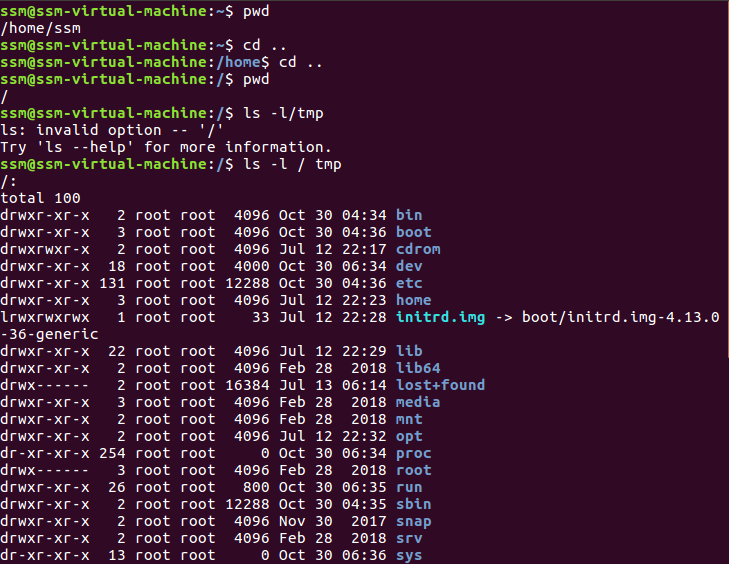 ssm@ssm-virtual-machine:~$ pwd
/home/ssm
ssm@ssm-virtual-machine:~$ cd ..
ssm@ssm-virtual-machine:/home$ cd ..
ssm@ssm-virtual-machine:/$ pwd
/
ssm@ssm-virtual-machine:/$ ls -l/tmp
ls: invalid option -- '/'
Try 'ls --help' for more information.
ssm@ssm-virtual-machine:/$ ls -l / tmp
/:
total 100
drwxr-xr-x   2 root root  4096 Oct 30 04:34 bin
drwxr-xr-x   3 root root  4096 Oct 30 04:36 boot
drwxrwxr-x   2 root root  4096 Jul 12 22:17 cdrom
drwxr-xr-x  18 root root  4000 Oct 30 06:34 dev
drwxr-xr-x 131 root root 12288 Oct 30 04:36 etc
drwxr-xr-x   3 root root  4096 Jul 12 22:23 home
lrwxrwxrwx   1 root root    33 Jul 12 22:28 initrd.img -> boot/initrd.img-4.13.0
-36-generic
drwxr-xr-x  22 root root  4096 Jul 12 22:29 lib
drwxr-xr-x   2 root root  4096 Feb 28  2018 lib64
drwx------   2 root root 16384 Jul 13 06:14 lost+found
drwxr-xr-x   3 root root  4096 Feb 28  2018 media
drwxr-xr-x   2 root root  4096 Feb 28  2018 mnt
drwxr-xr-x   2 root root  4096 Jul 12 22:32 opt
dr-xr-xr-x 254 root root     0 Oct 30 06:34 proc
drwx------   3 root root  4096 Feb 28  2018 root
drwxr-xr-x  26 root root   800 Oct 30 06:35 run
drwxr-xr-x   2 root root 12288 Oct 30 04:35 sbin
drwxr-xr-x   2 root root  4096 Nov 30  2017 snap
drwxr-xr-x   2 root root  4096 Feb 28  2018 srv
dr-xr-xr-x  13 root root     0 Oct 30 06:36 sys